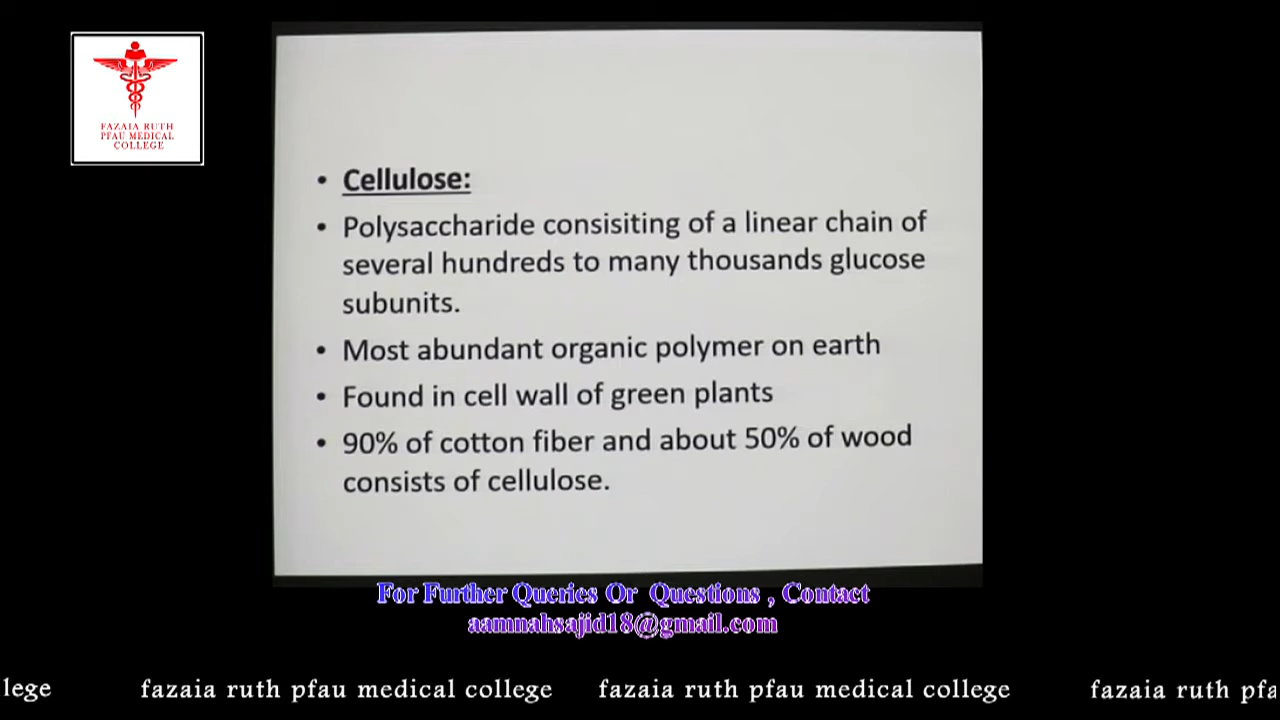 FAZAIA RUTH
PFAU MEDICAL
COLLEGE
• Cellulose:
• Polysaccharide consisiting of a linear chain of
several hundreds to many thousands glucose
subunits.
• Most abundant organic polymer on earth
• Found in cell wall of green plants
• 90% of cotton fiber and about 50% of wood
consists of cellulose.
For Further Queries Or Questions , Contact
aamnahsajid18@gmail.com
lege fazaia ruth pfau medical college fazaia ruth pfau medical college fazaia ruth pfa